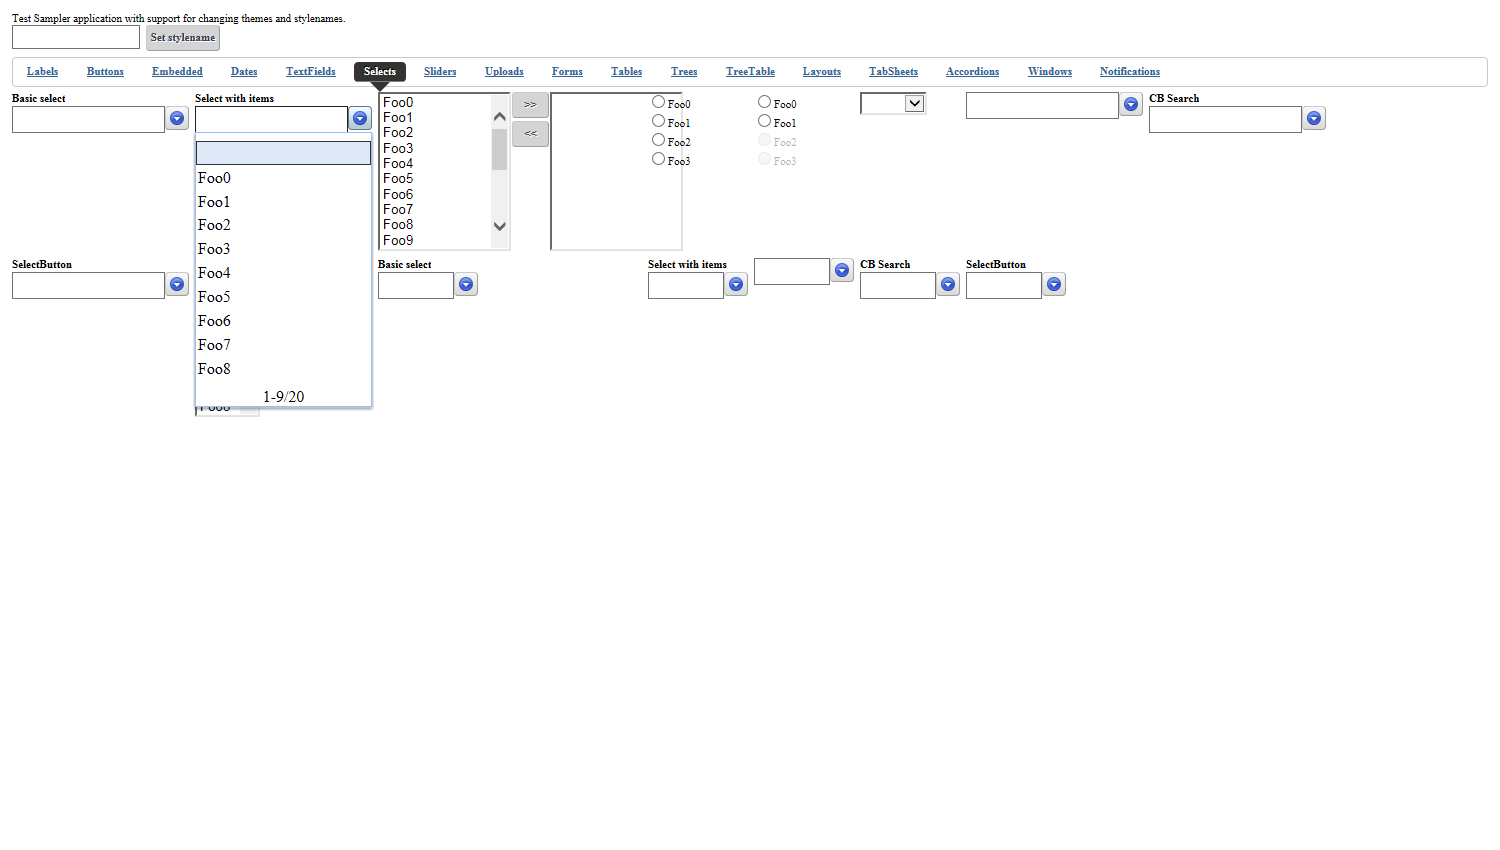 Test Sampler application with support for changing themes and stylenames.
Set stylename
Labels Buttons Embedded Dates TextFields Selects Sliders Uploads Forms Tables Trees TreeTable Layouts TabSheets Accordions Windows Notifications
Basic select
Select with items
Foo0
Foo1
Foo2
Foo3
Foo4
Foo5
Foo6
Foo7
Foo8
1-9/20
Foo0
Foo1
Foo2
Foo3
Foo4
Foo5
Foo6
Foo7
Foo8
Foo9
>>
<<
Foo0
Foo1
Foo2
Foo3
Foo0
Foo1
Foo2
Foo3
CB Search
SelectButton
Basic select
Select with items
CB Search
SelectButton